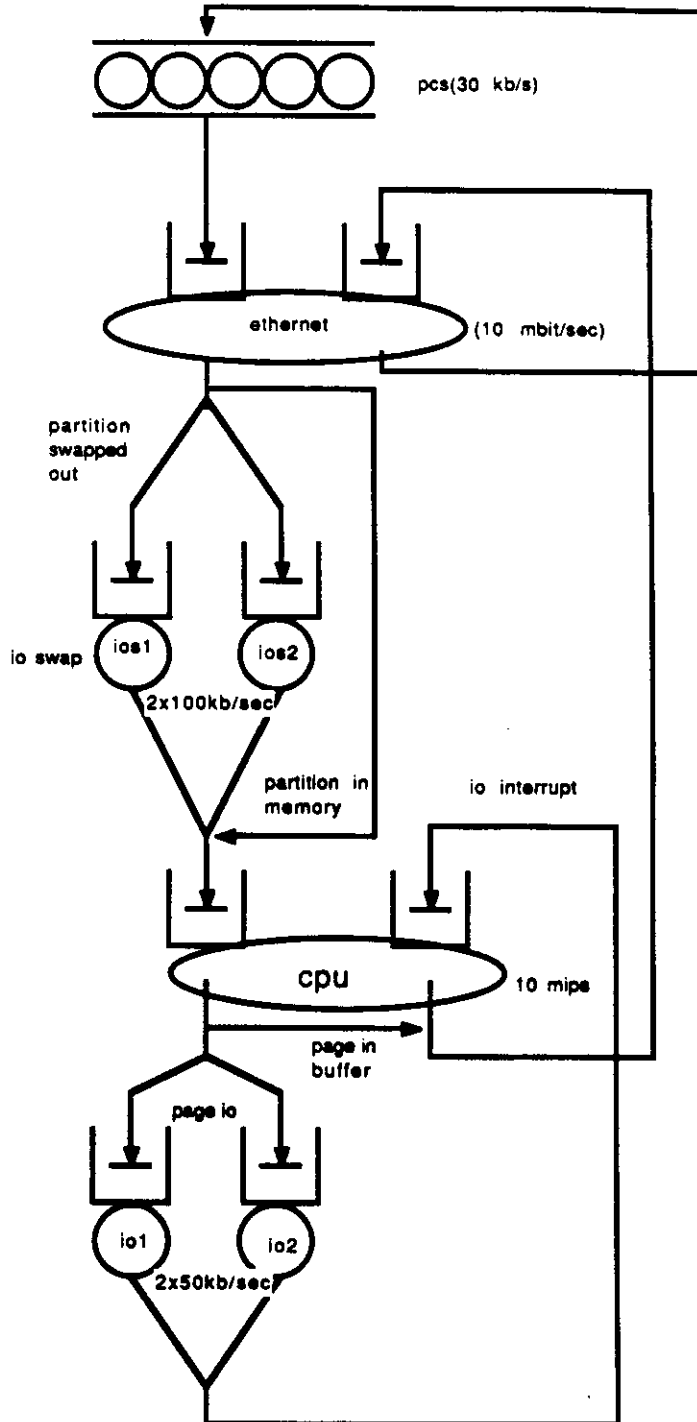 pcs(30 kb/s)
ethernet
(10 mbit/sec)
partition
swapped
out
ios1
ios2
io swap
2x100kb/sec
partition in
memory
io interrupt
cpu
10 mips
page in
buffer
page io
io1
io2
2x50kb/sec